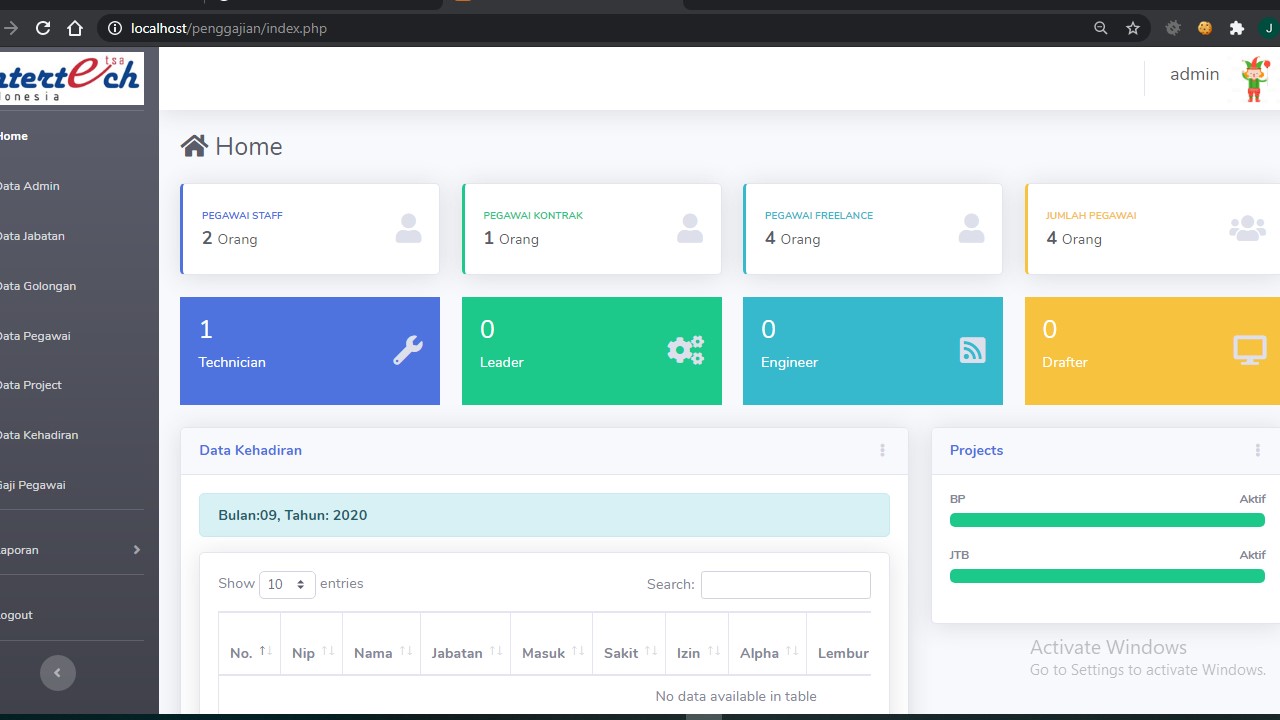 localhost/penggajian/index.php
J
tsa
ntertech
onesia
admin
Home
Data Admin
Data Jabatan
Data Golongan
Data Pegawai
Data Project
Data Kehadiran
Gaji Pegawai
Laporan
Logout
Home
PEGAWAI STAFF
2 Orang
PEGAWAI KONTRAK
1 Orang
PEGAWAI FREELANCE
4 Orang
JUMLAH PEGAWAI
4 Orang
1
Technician
0
Leader
0
Engineer
0
Drafter
Data Kehadiran
Bulan:09, Tahun: 2020
Show 10 entries
Search:
No. Nip Nama Jabatan Masuk Sakit Izin Alpha Lembur
No data available in table
Projects
BP Aktif
JTB Aktif
Activate Windows
Go to Settings to activate Windows.